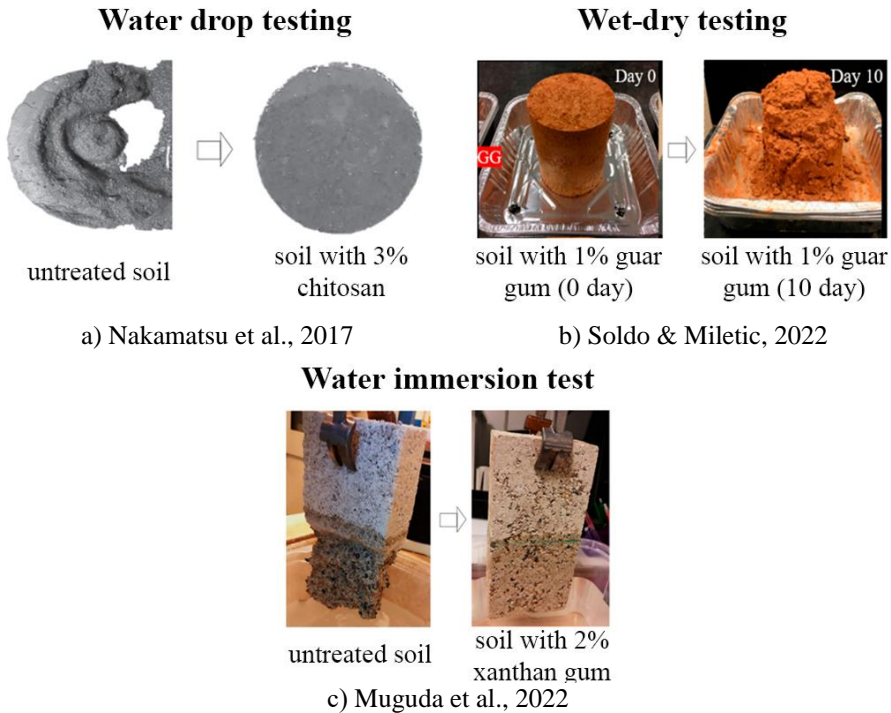 Water drop testing
Wet-dry testing
Day 0
Day 10
GG
untreated soil
soil with 3%
chitosan
soil with 1% guar
gum (0 day)
soil with 1% guar
gum (10 day)
a) Nakamatsu et al., 2017
b) Soldo & Miletic, 2022
Water immersion test
untreated soil
soil with 2%
xanthan gum
c) Muguda et al., 2022